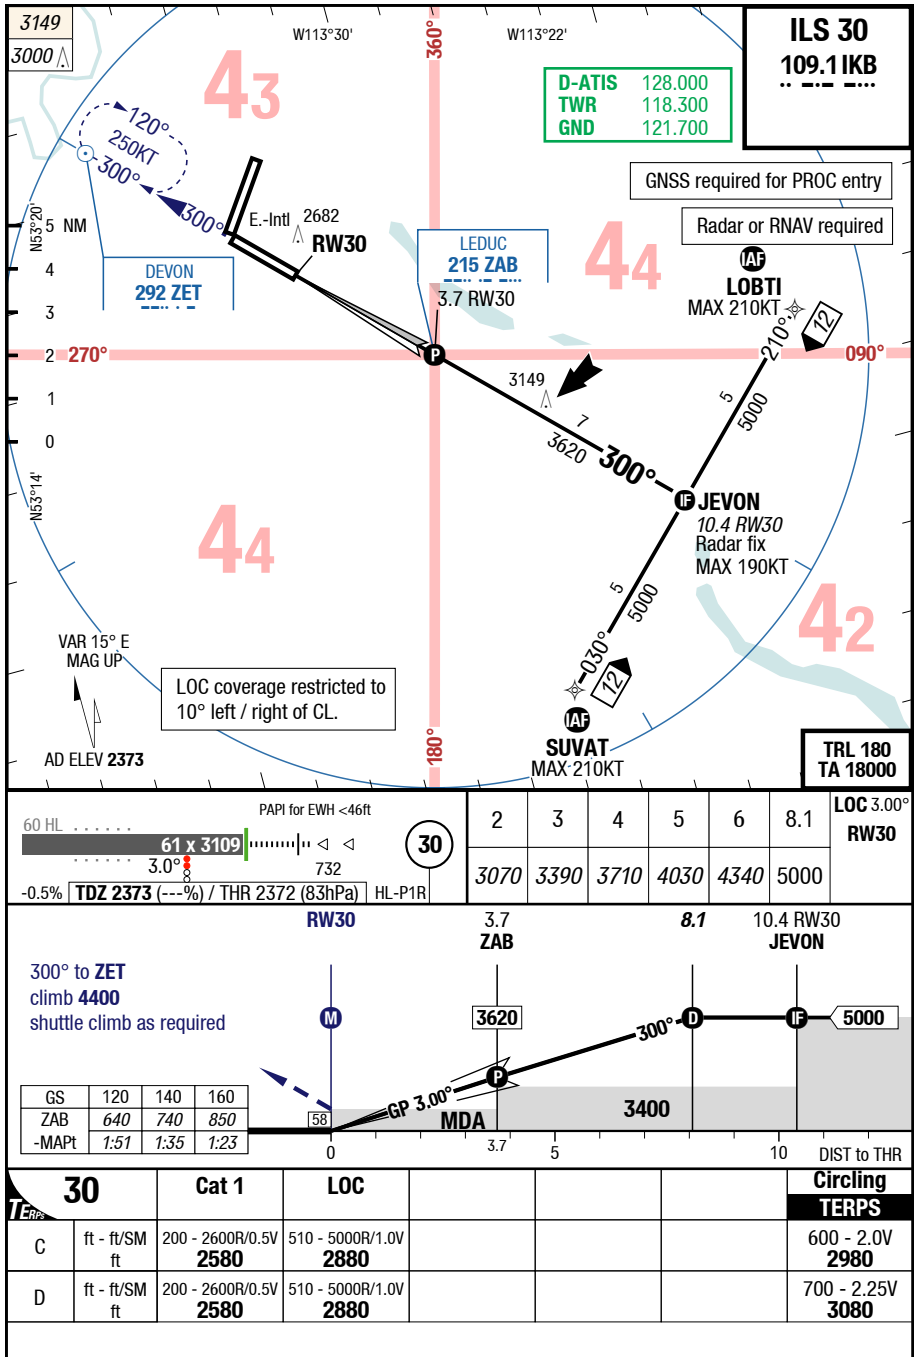 3149
3000
W113°30'
360°
W113°22'
ILS 30
109.1 IKB
43
D-ATIS 128.000
TWR 118.300
GND 121.700
120°
250KT
300°
300°
GNSS required for PROC entry
Radar or RNAV required
N53°20'
5 NM
4
3
2
1
0
E.-Intl
2682
RW30
LEDUC
215 ZAB
3.7 RW30
44
IAF
LOBTI
MAX 210KT
DEVON
292 ZET
210°
12
270°
P
090°
3149
7
3620
300°
5
5000
IF
JEVON
10.4 RW30
Radar fix
MAX 190KT
N53°14'
44
5
5000
42
VAR 15° E
MAG UP
030°
12
LOC coverage restricted to
10° left / right of CL.
AD ELEV 2373
180°
IAF
SUVAT
MAX 210KT
TRL 180
TA 18000
PAPI for EWH <46ft
60 HL
61 x 3109
30
3.0°
732
-0.5%
TDZ 2373 (---%) / THR 2372 (83hPa)
HL-P1R
2 3 4 5 6 8.1
LOC 3.00°
RW30
3070 3390 3710 4030 4340 5000
RW30
3.7
ZAB
8.1
10.4 RW30
JEVON
300° to ZET
climb 4400
shuttle climb as required
M
3620
300°
D
IF
5000
P
GP 3.00°
MDA
3400
58
GS 120 140 160
ZAB 640 740 850
-MAPt 1:51 1:35 1:23
0
3.7
5
10
DIST to THR
TERPS
30
Cat 1
LOC
Circling
TERPS
C
ft - ft/SM
ft
200 - 2600R/0.5V
2580
510 - 5000R/1.0V
2880
600 - 2.0V
2980
D
ft - ft/SM
ft
200 - 2600R/0.5V
2580
510 - 5000R/1.0V
2880
700 - 2.25V
3080